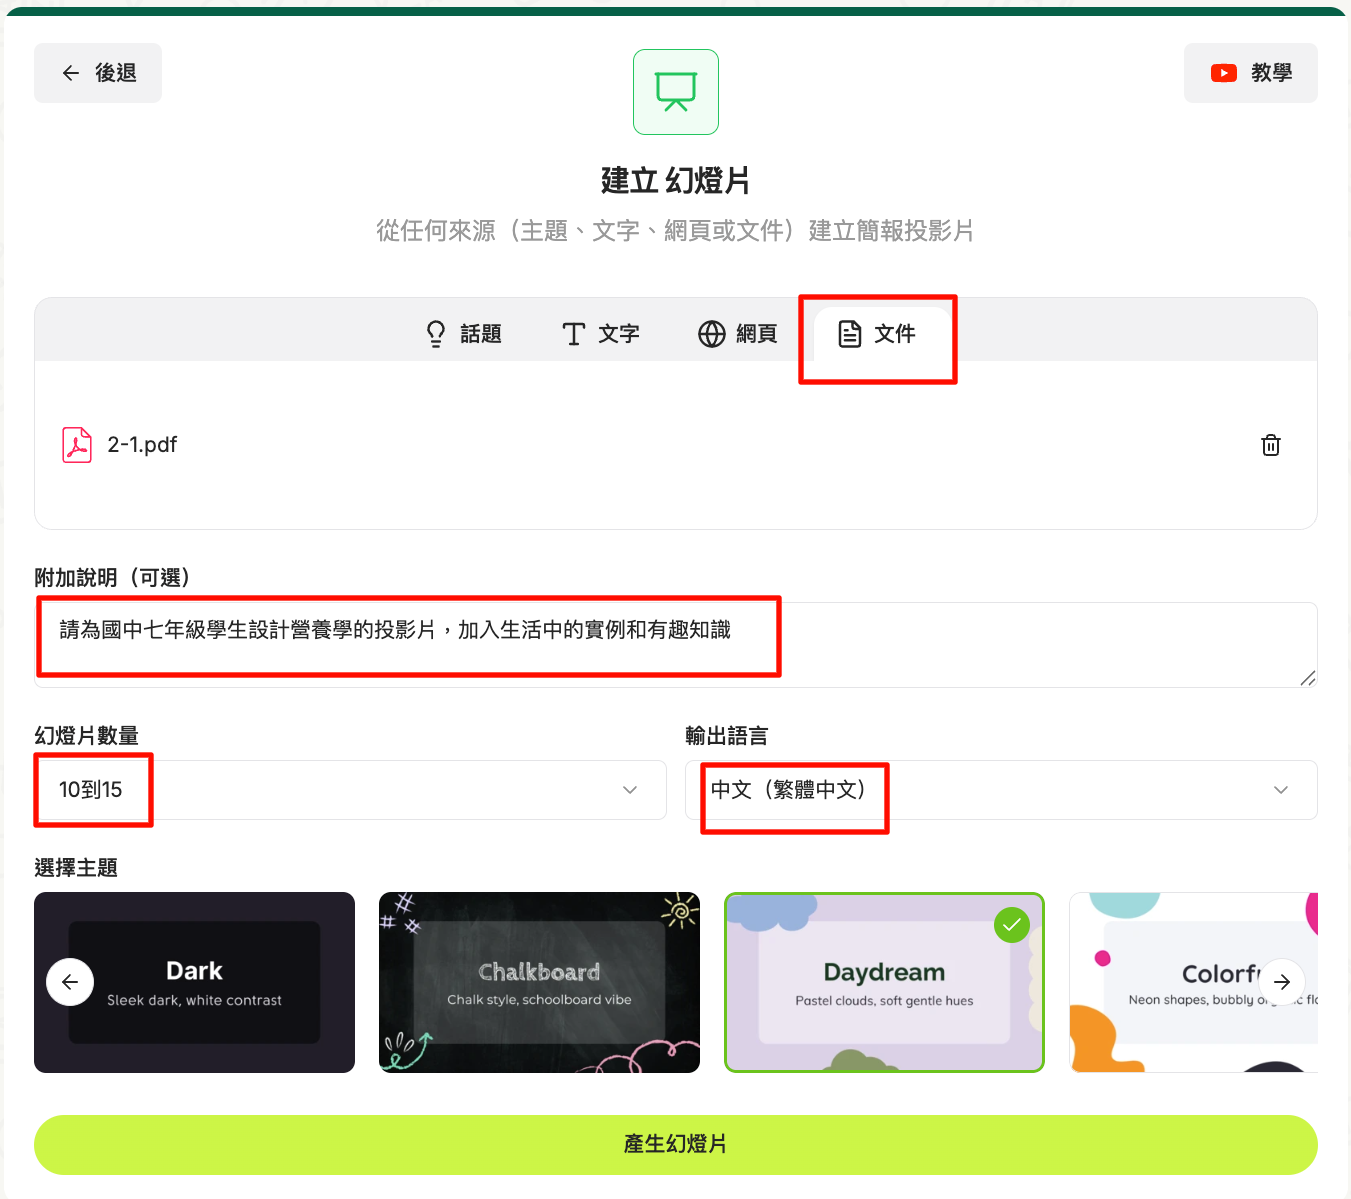 後退
教學
建立 幻燈片
從任何來源（主題、文字、網頁或文件）建立簡報投影片
話題
文字
網頁
文件
2-1.pdf
附加說明（可選）
請為國中七年級學生設計營養學的投影片，加入生活中的實例和有趣知識
幻燈片數量
輸出語言
10到15
中文（繁體中文）
選擇主題
Dark
Sleek dark, white contrast
Chalkboard
Chalk style, schoolboard vibe
Daydream
Pastel clouds, soft gentle hues
Neon shapes, bubbly
產生幻燈片